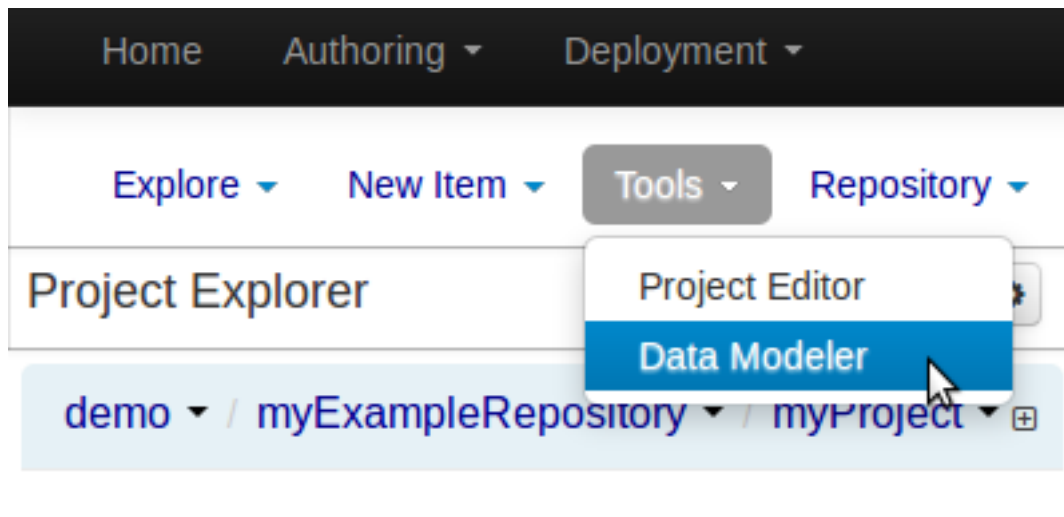 Home Authoring Deployment
Explore New Item Tools Repository
Project Explorer
Project Editor
Data Modeler
demo / myExampleRepository / myProject